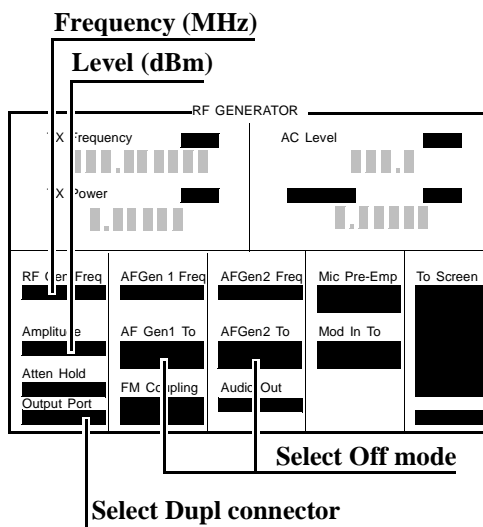 Frequency (MHz)
Level (dBm)
RF GENERATOR
TX Frequency
AC Level
TX Power
RF Gen Freq
AFGen 1 Freq
AFGen2 Freq
Mic Pre-Emp
To Screen
Amplitude
AF Gen1 To
AFGen2 To
Mod In To
Atten Hold
FM Coupling
Audio Out
Output Port
Select Off mode
Select Dupl connector